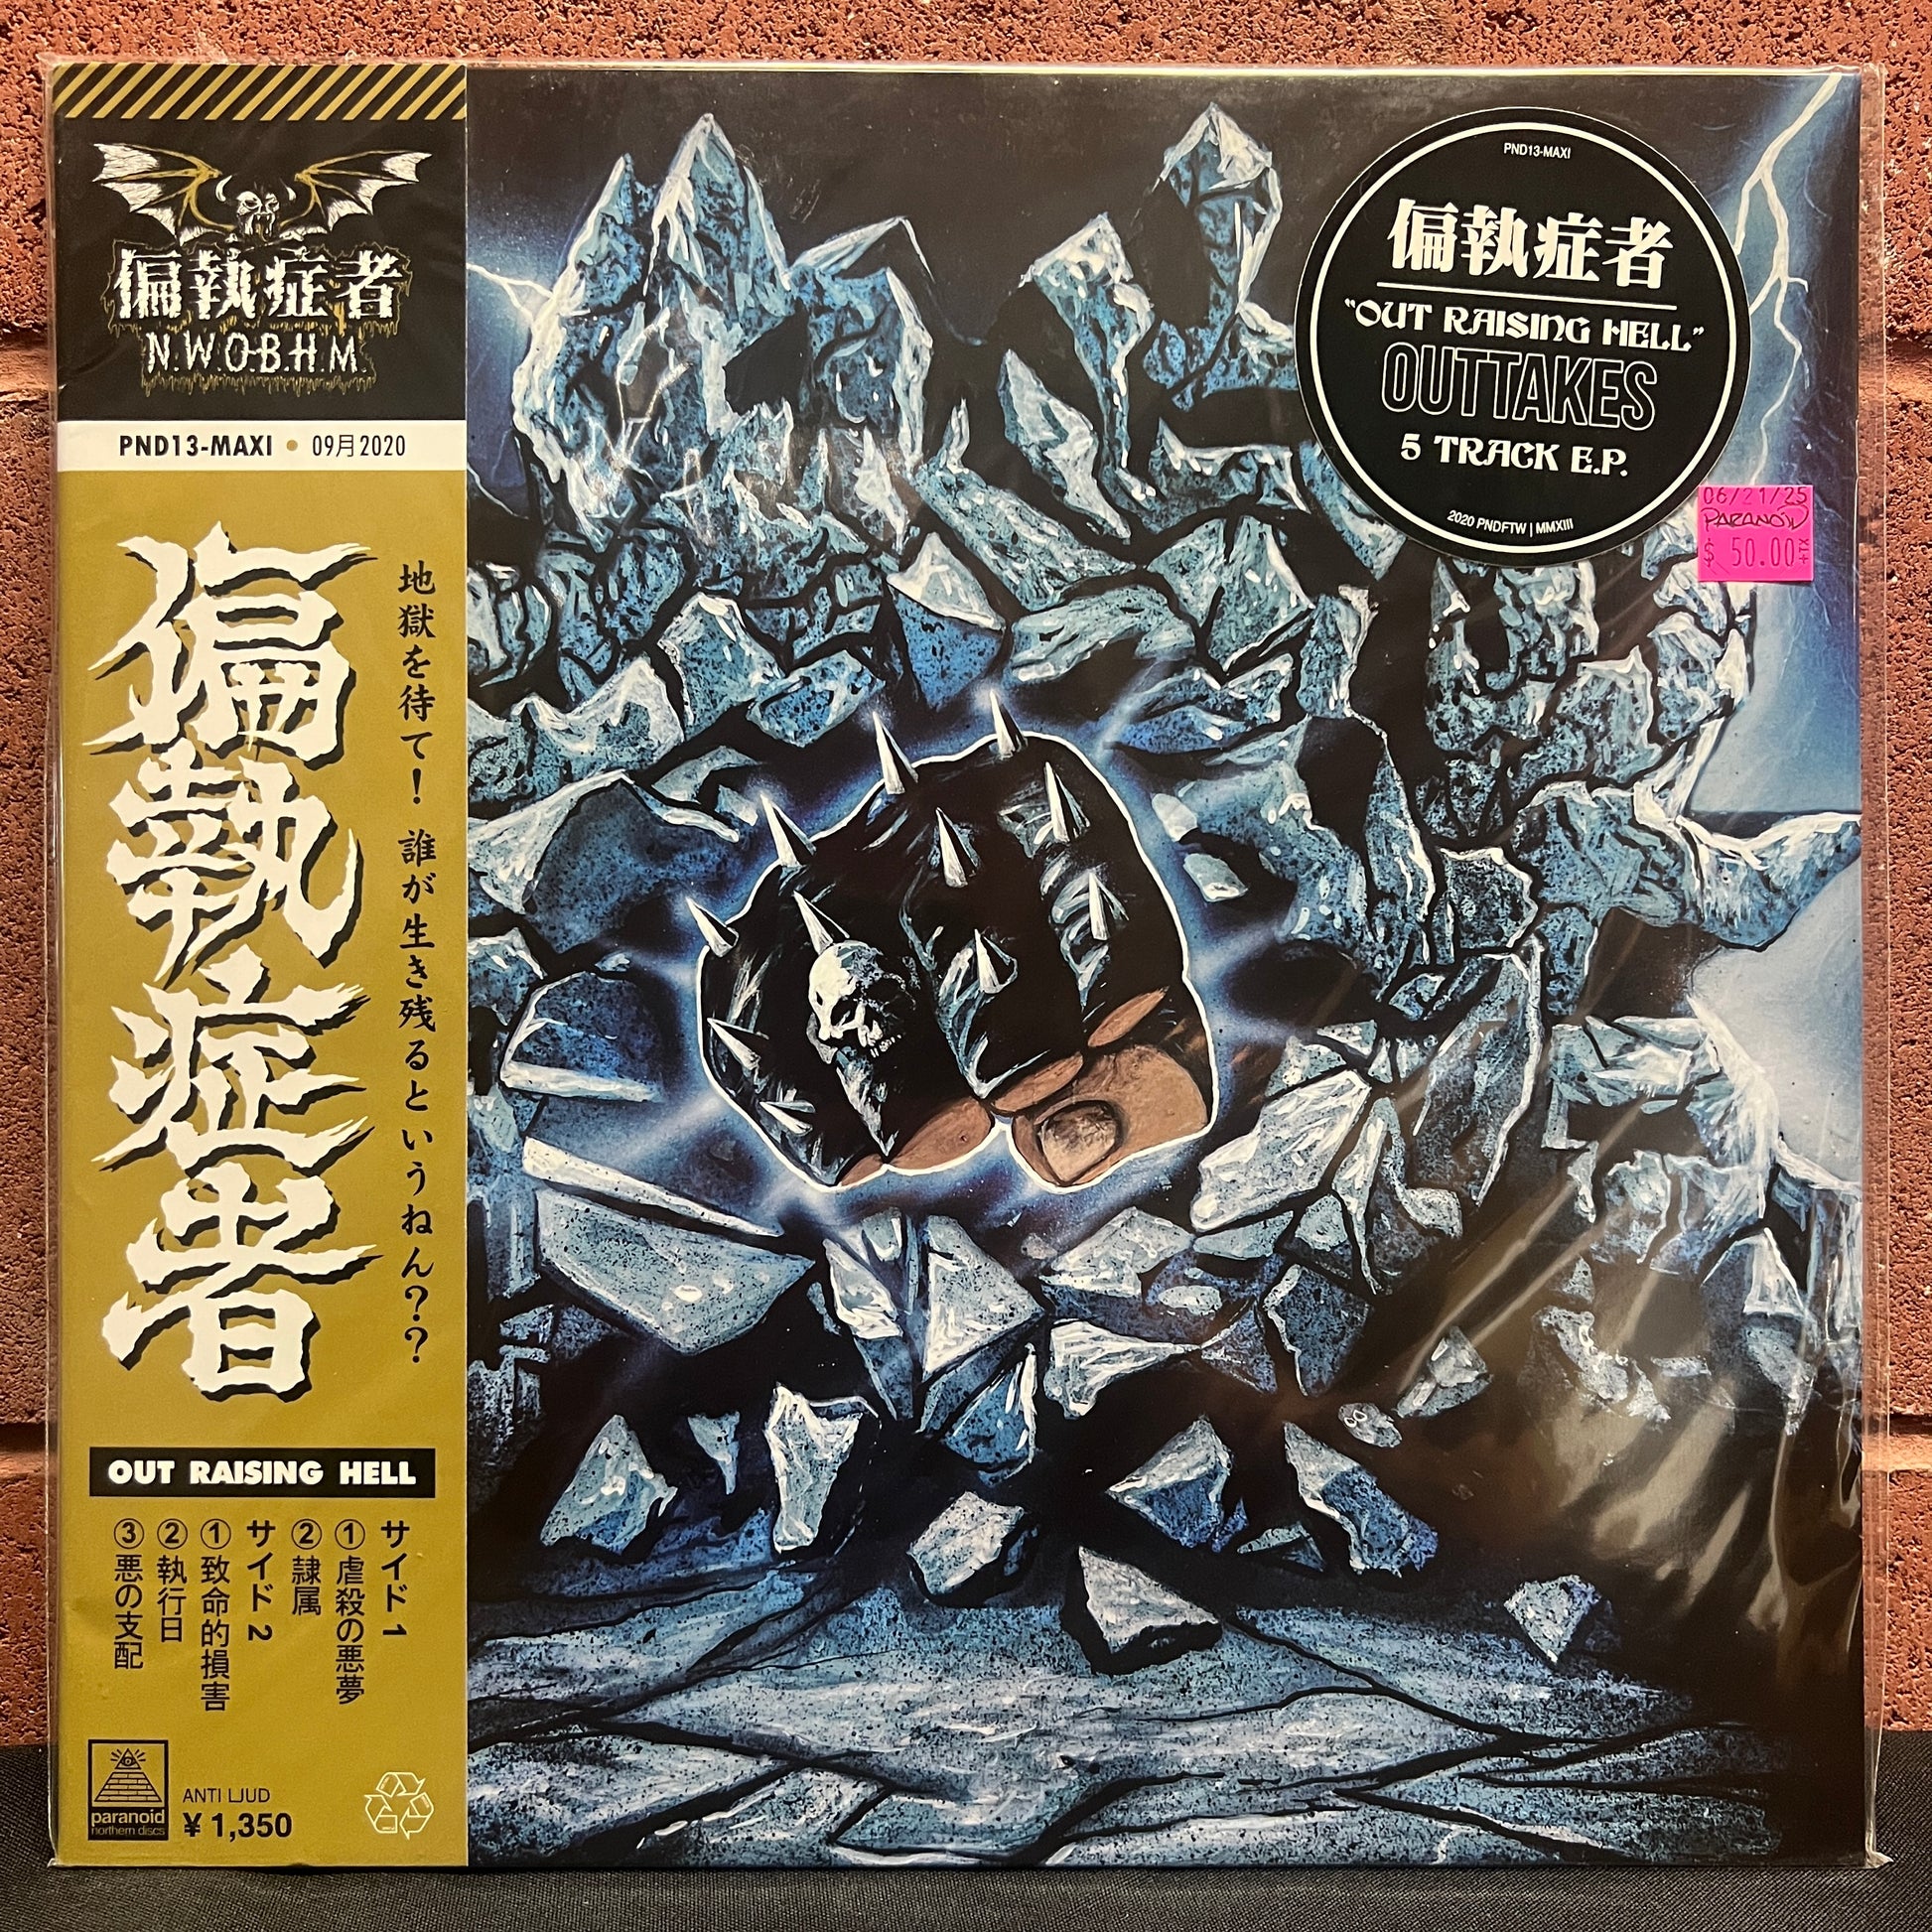 偏執症者
N.W.O.B.H.M.
PND13-MAXI • 09月2020
地獄を待て！ 誰が生き残るというねん？？
偏執症者
OUT RAISING HELL
サイド 1
① 虐殺の悪夢
② 隷属
サイド 2
① 致命的損害
② 執行日
③ 悪の支配
paranoid
northern discs
ANTI LJUD
¥ 1,350
PND13-MAXI
偏執症者
"OUT RAISING HELL"
OUTTAKES
5 TRACK E.P.
2020 PNDFTW | MMXIII
06/21/25
PARANOID
$ 50.00+TX